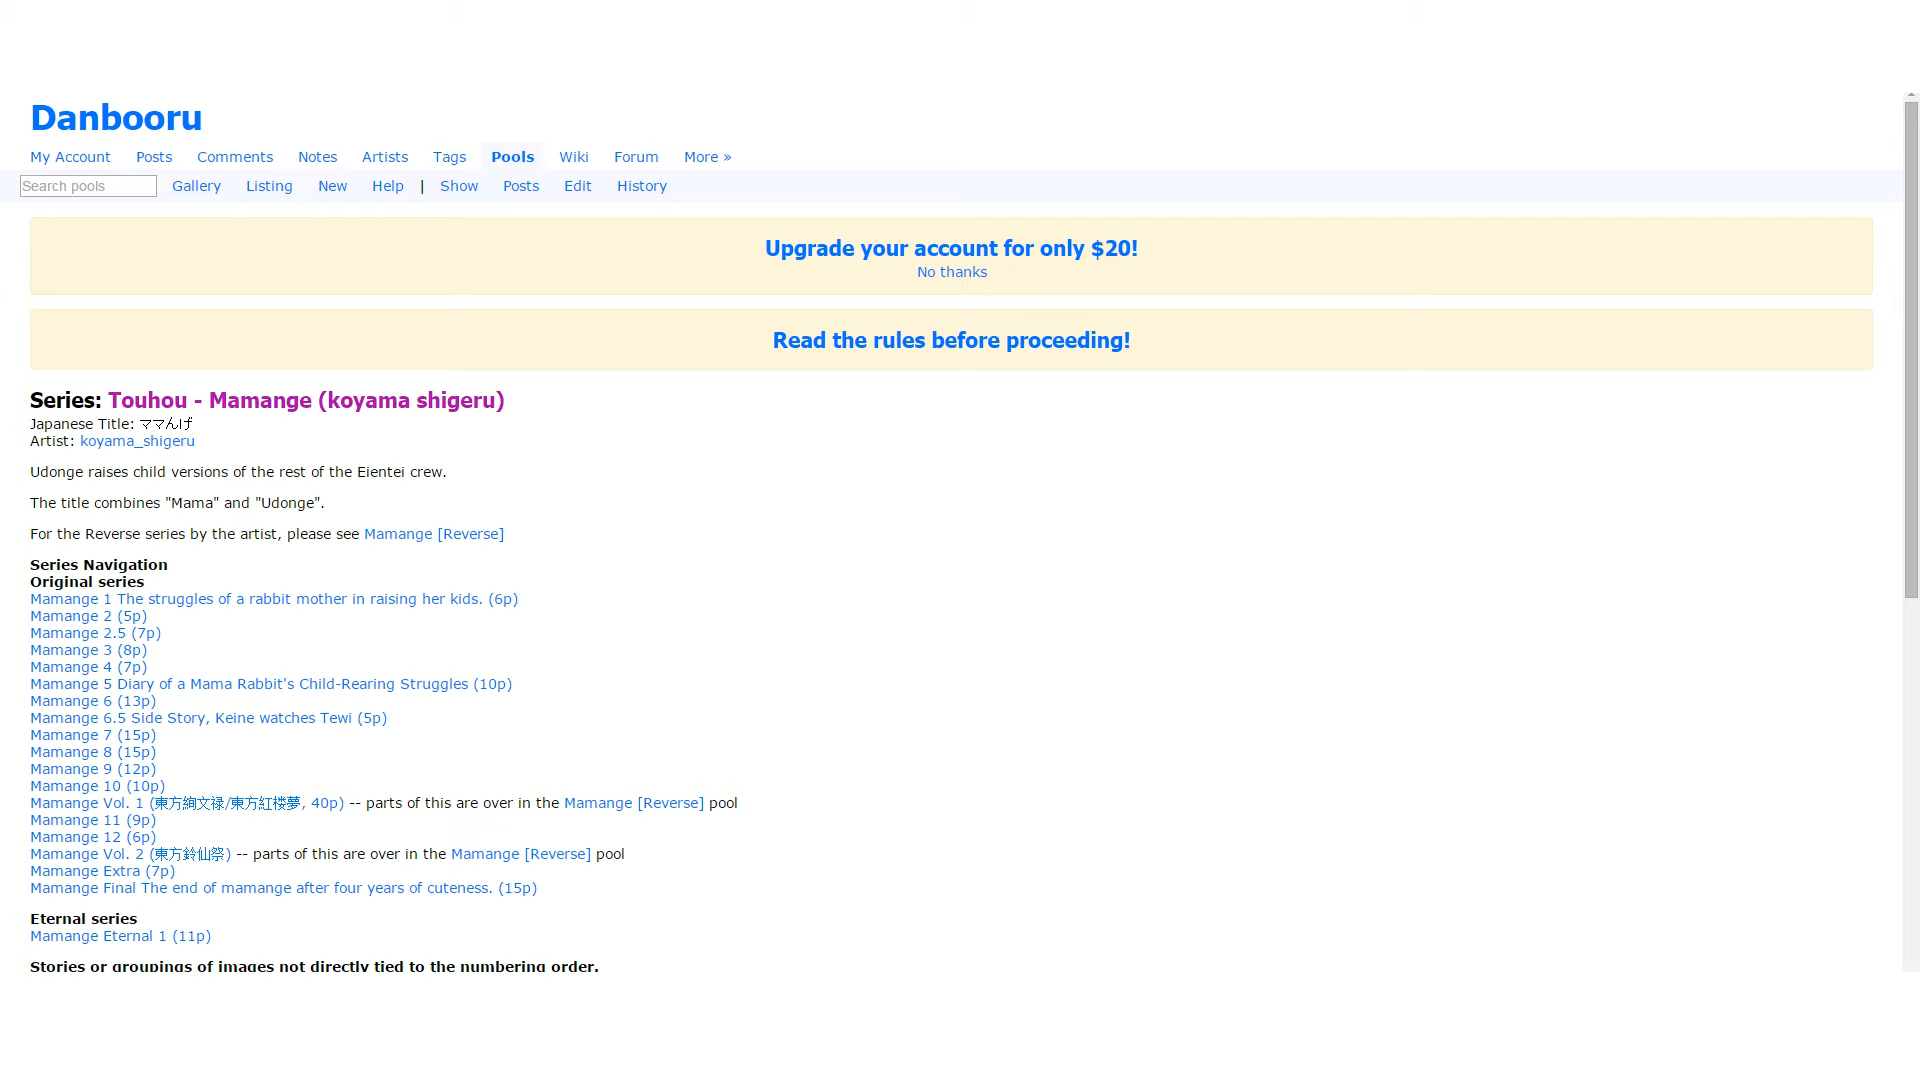 Danbooru
My Account Posts Comments Notes Artists Tags Pools Wiki Forum More »
Search pools Gallery Listing New Help | Show Posts Edit History
Upgrade your account for only $20!
No thanks
Read the rules before proceeding!
Series: Touhou - Mamange (koyama shigeru)
Japanese Title: ママんげ
Artist: koyama_shigeru
Udonge raises child versions of the rest of the Eientei crew.
The title combines "Mama" and "Udonge".
For the Reverse series by the artist, please see Mamange [Reverse]
Series Navigation
Original series
Mamange 1 The struggles of a rabbit mother in raising her kids. (6p)
Mamange 2 (5p)
Mamange 2.5 (7p)
Mamange 3 (8p)
Mamange 4 (7p)
Mamange 5 Diary of a Mama Rabbit's Child-Rearing Struggles (10p)
Mamange 6 (13p)
Mamange 6.5 Side Story, Keine watches Tewi (5p)
Mamange 7 (15p)
Mamange 8 (15p)
Mamange 9 (12p)
Mamange 10 (10p)
Mamange Vol. 1 (東方絢文禄/東方紅楼夢, 40p) -- parts of this are over in the Mamange [Reverse] pool
Mamange 11 (9p)
Mamange 12 (6p)
Mamange Vol. 2 (東方鈴仙祭) -- parts of this are over in the Mamange [Reverse] pool
Mamange Extra (7p)
Mamange Final The end of mamange after four years of cuteness. (15p)
Eternal series
Mamange Eternal 1 (11p)
Stories or groupings of images not directly tied to the numbering order.